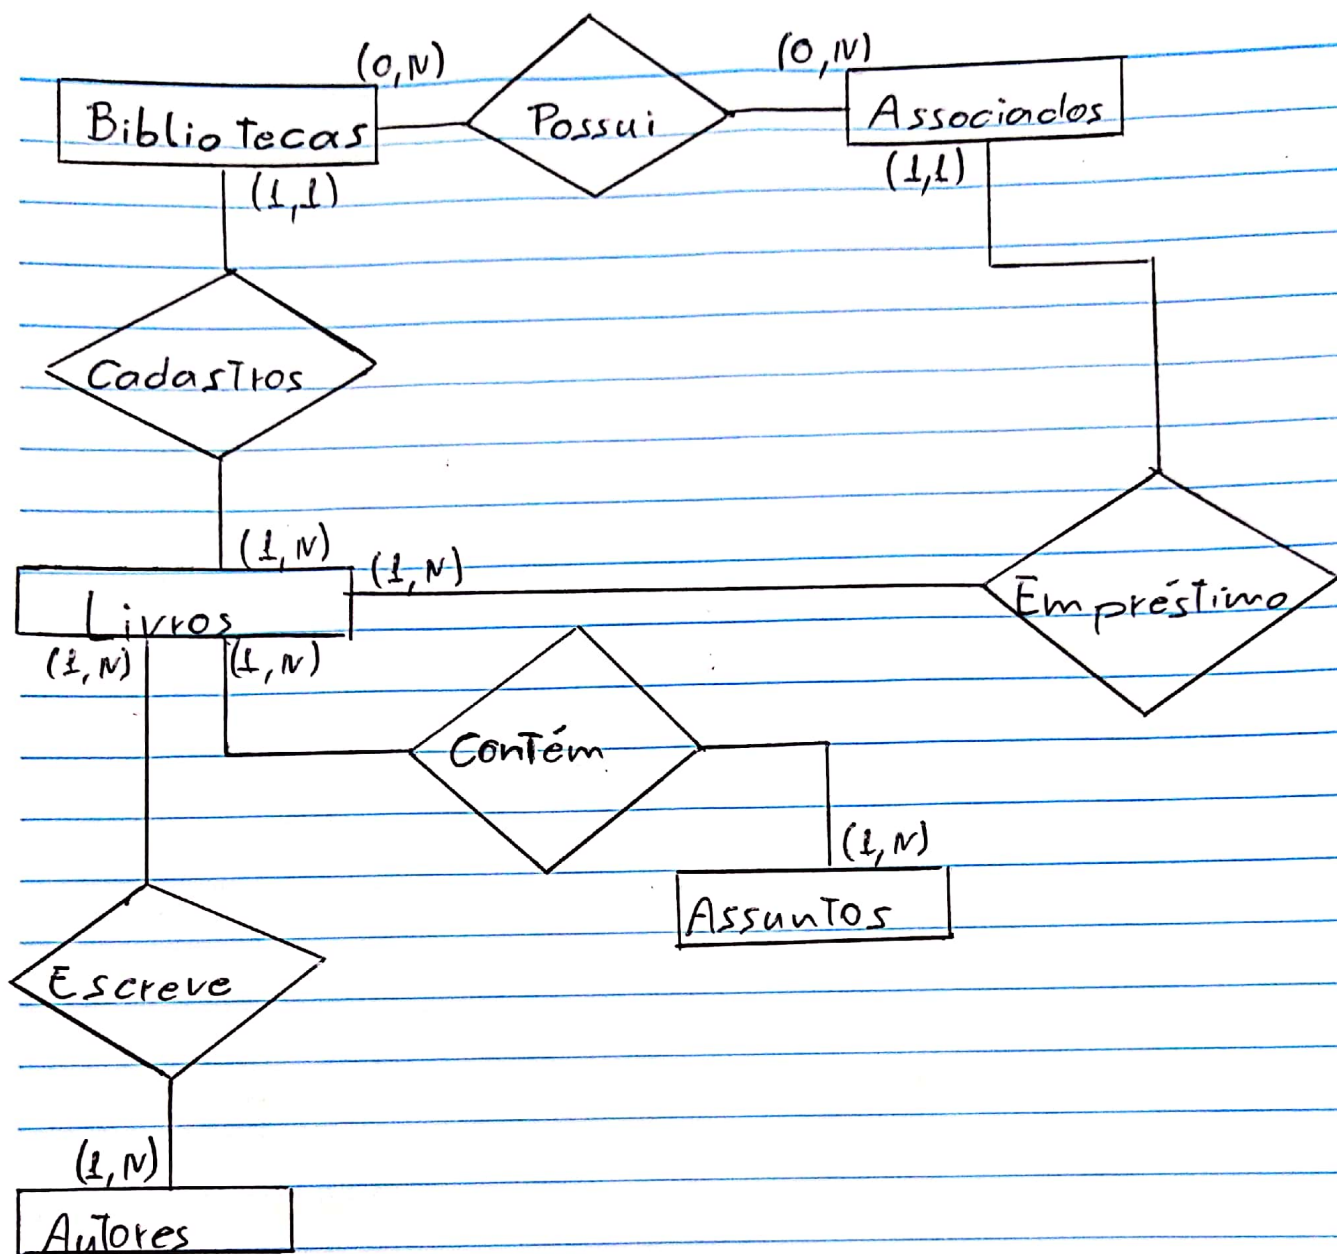 (0,N)
(0,N)
Bibliotecas
Possui
Associados
(1,1)
(1,1)
Cadastros
(1,N)
(1,N)
Livros
Empréstimo
(1,N)
(1,N)
Contém
(1,N)
Assuntos
Escreve
(1,N)
Autores